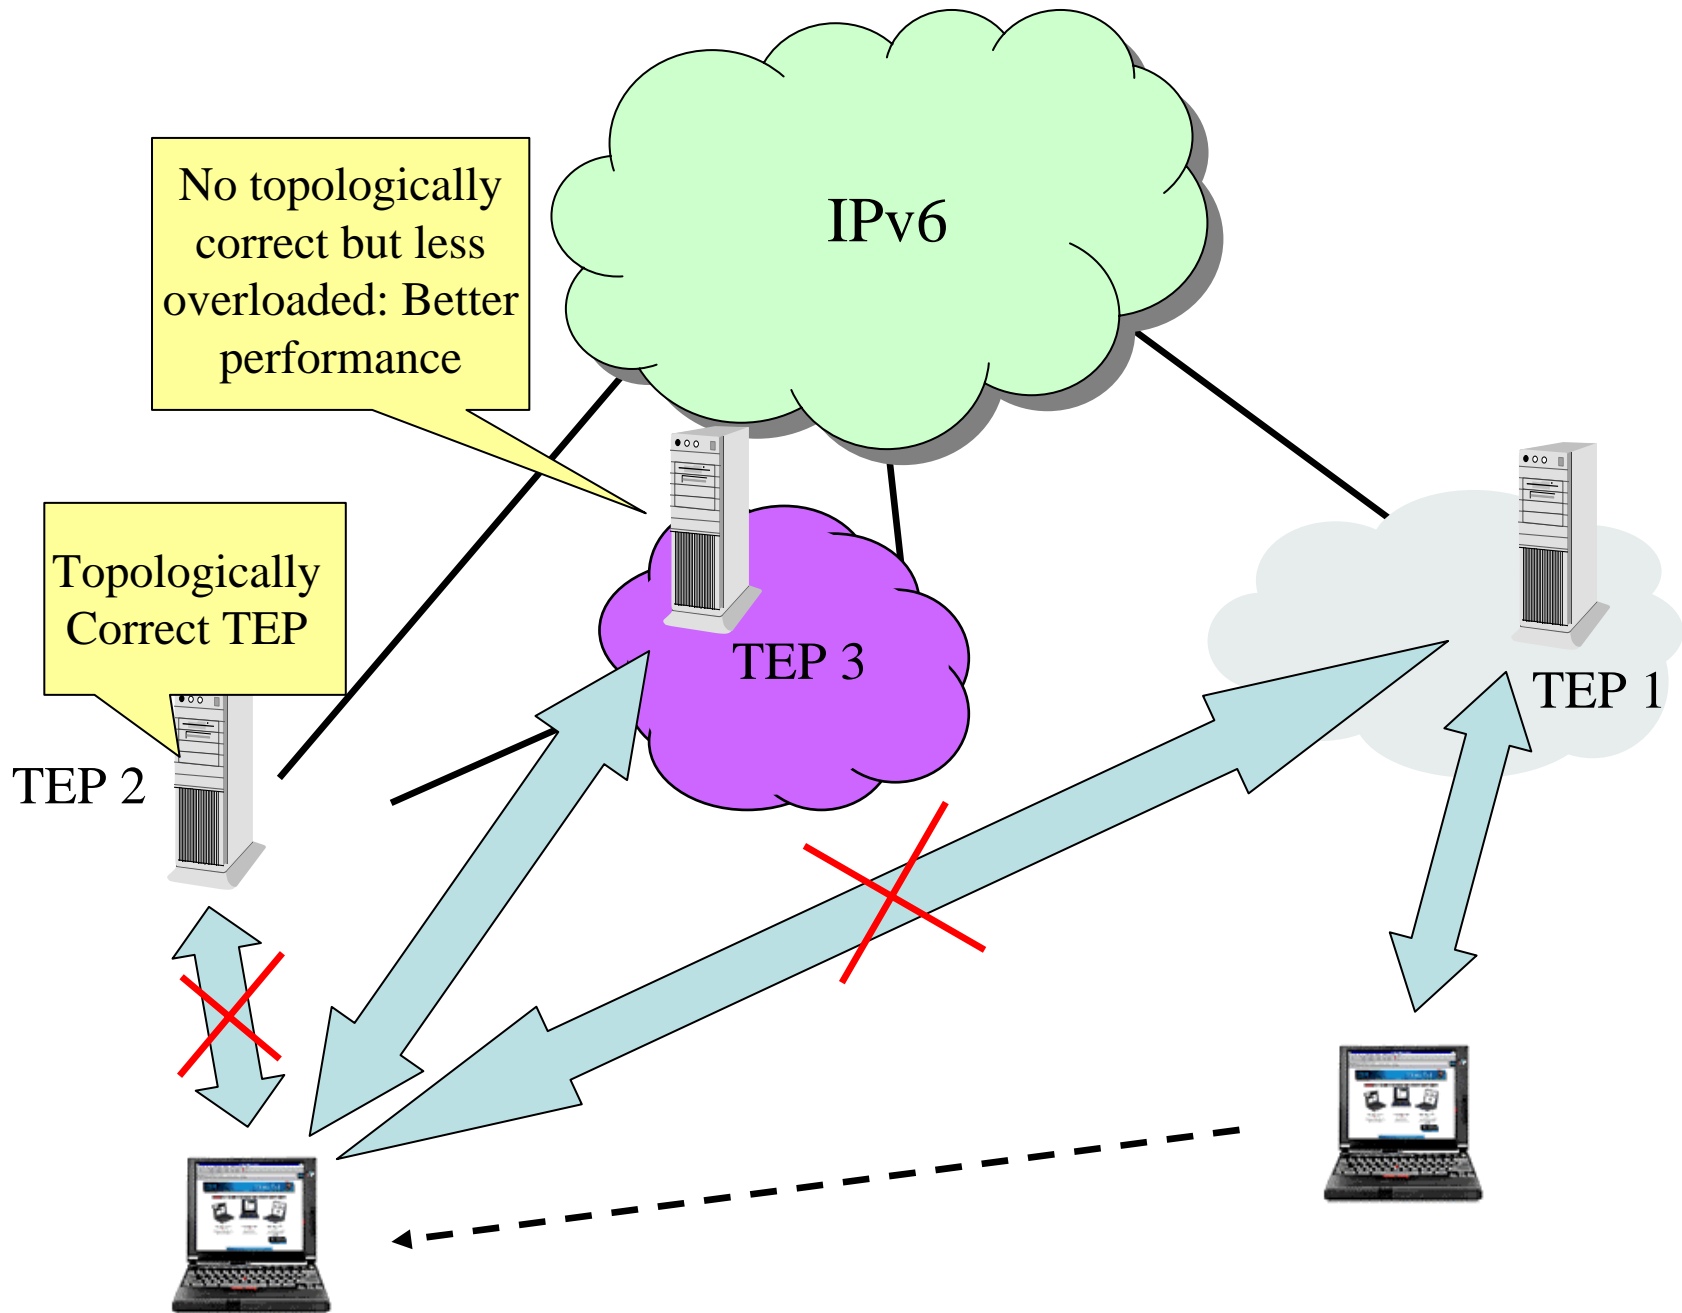 No topologically
correct but less
overloaded: Better
performance
IPv6
Topologically
Correct TEP
TEP 3
TEP 1
TEP 2